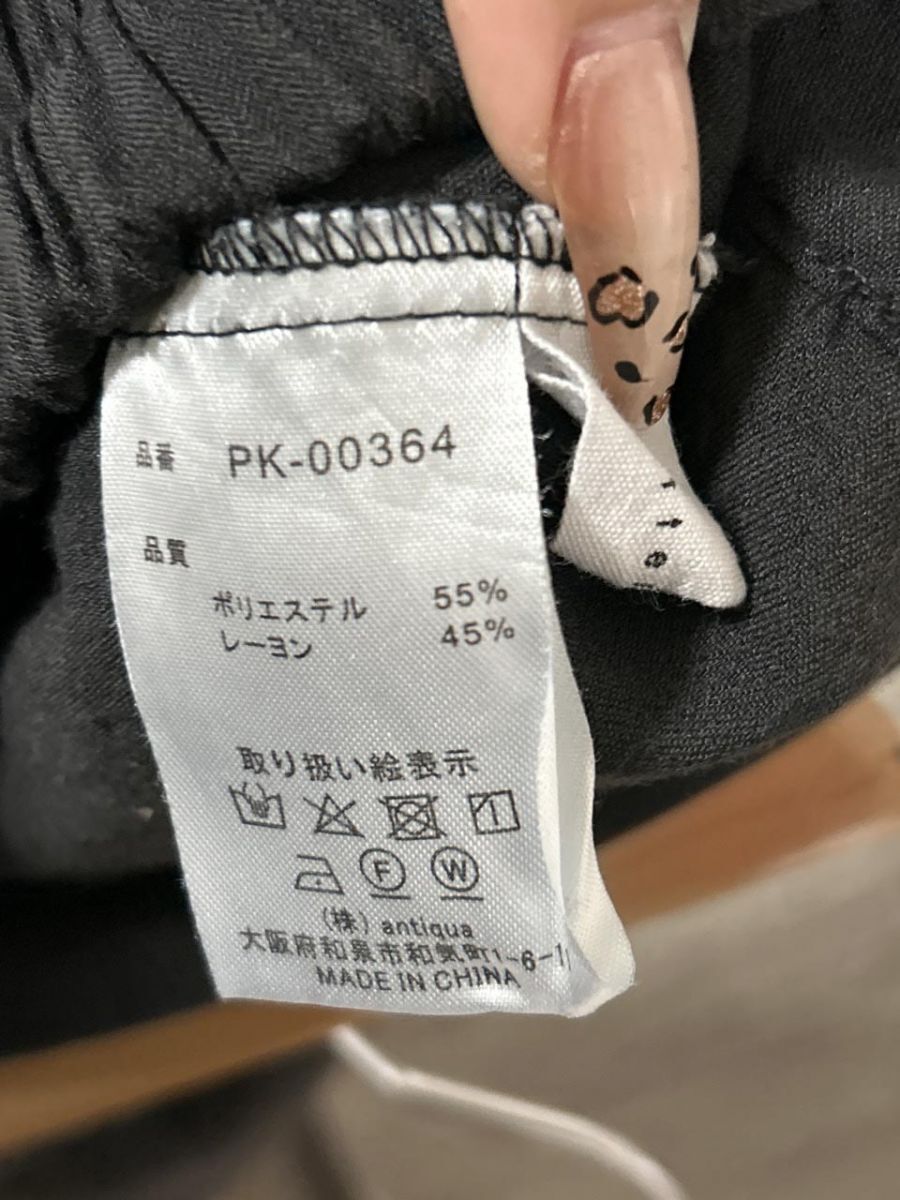 品番 PK-00364
品質
ポリエステル 55%
レーヨン 45%
取り扱い絵表示
F W
(株) antiqua
大阪府和泉市和気町1-6-1
MADE IN CHINA